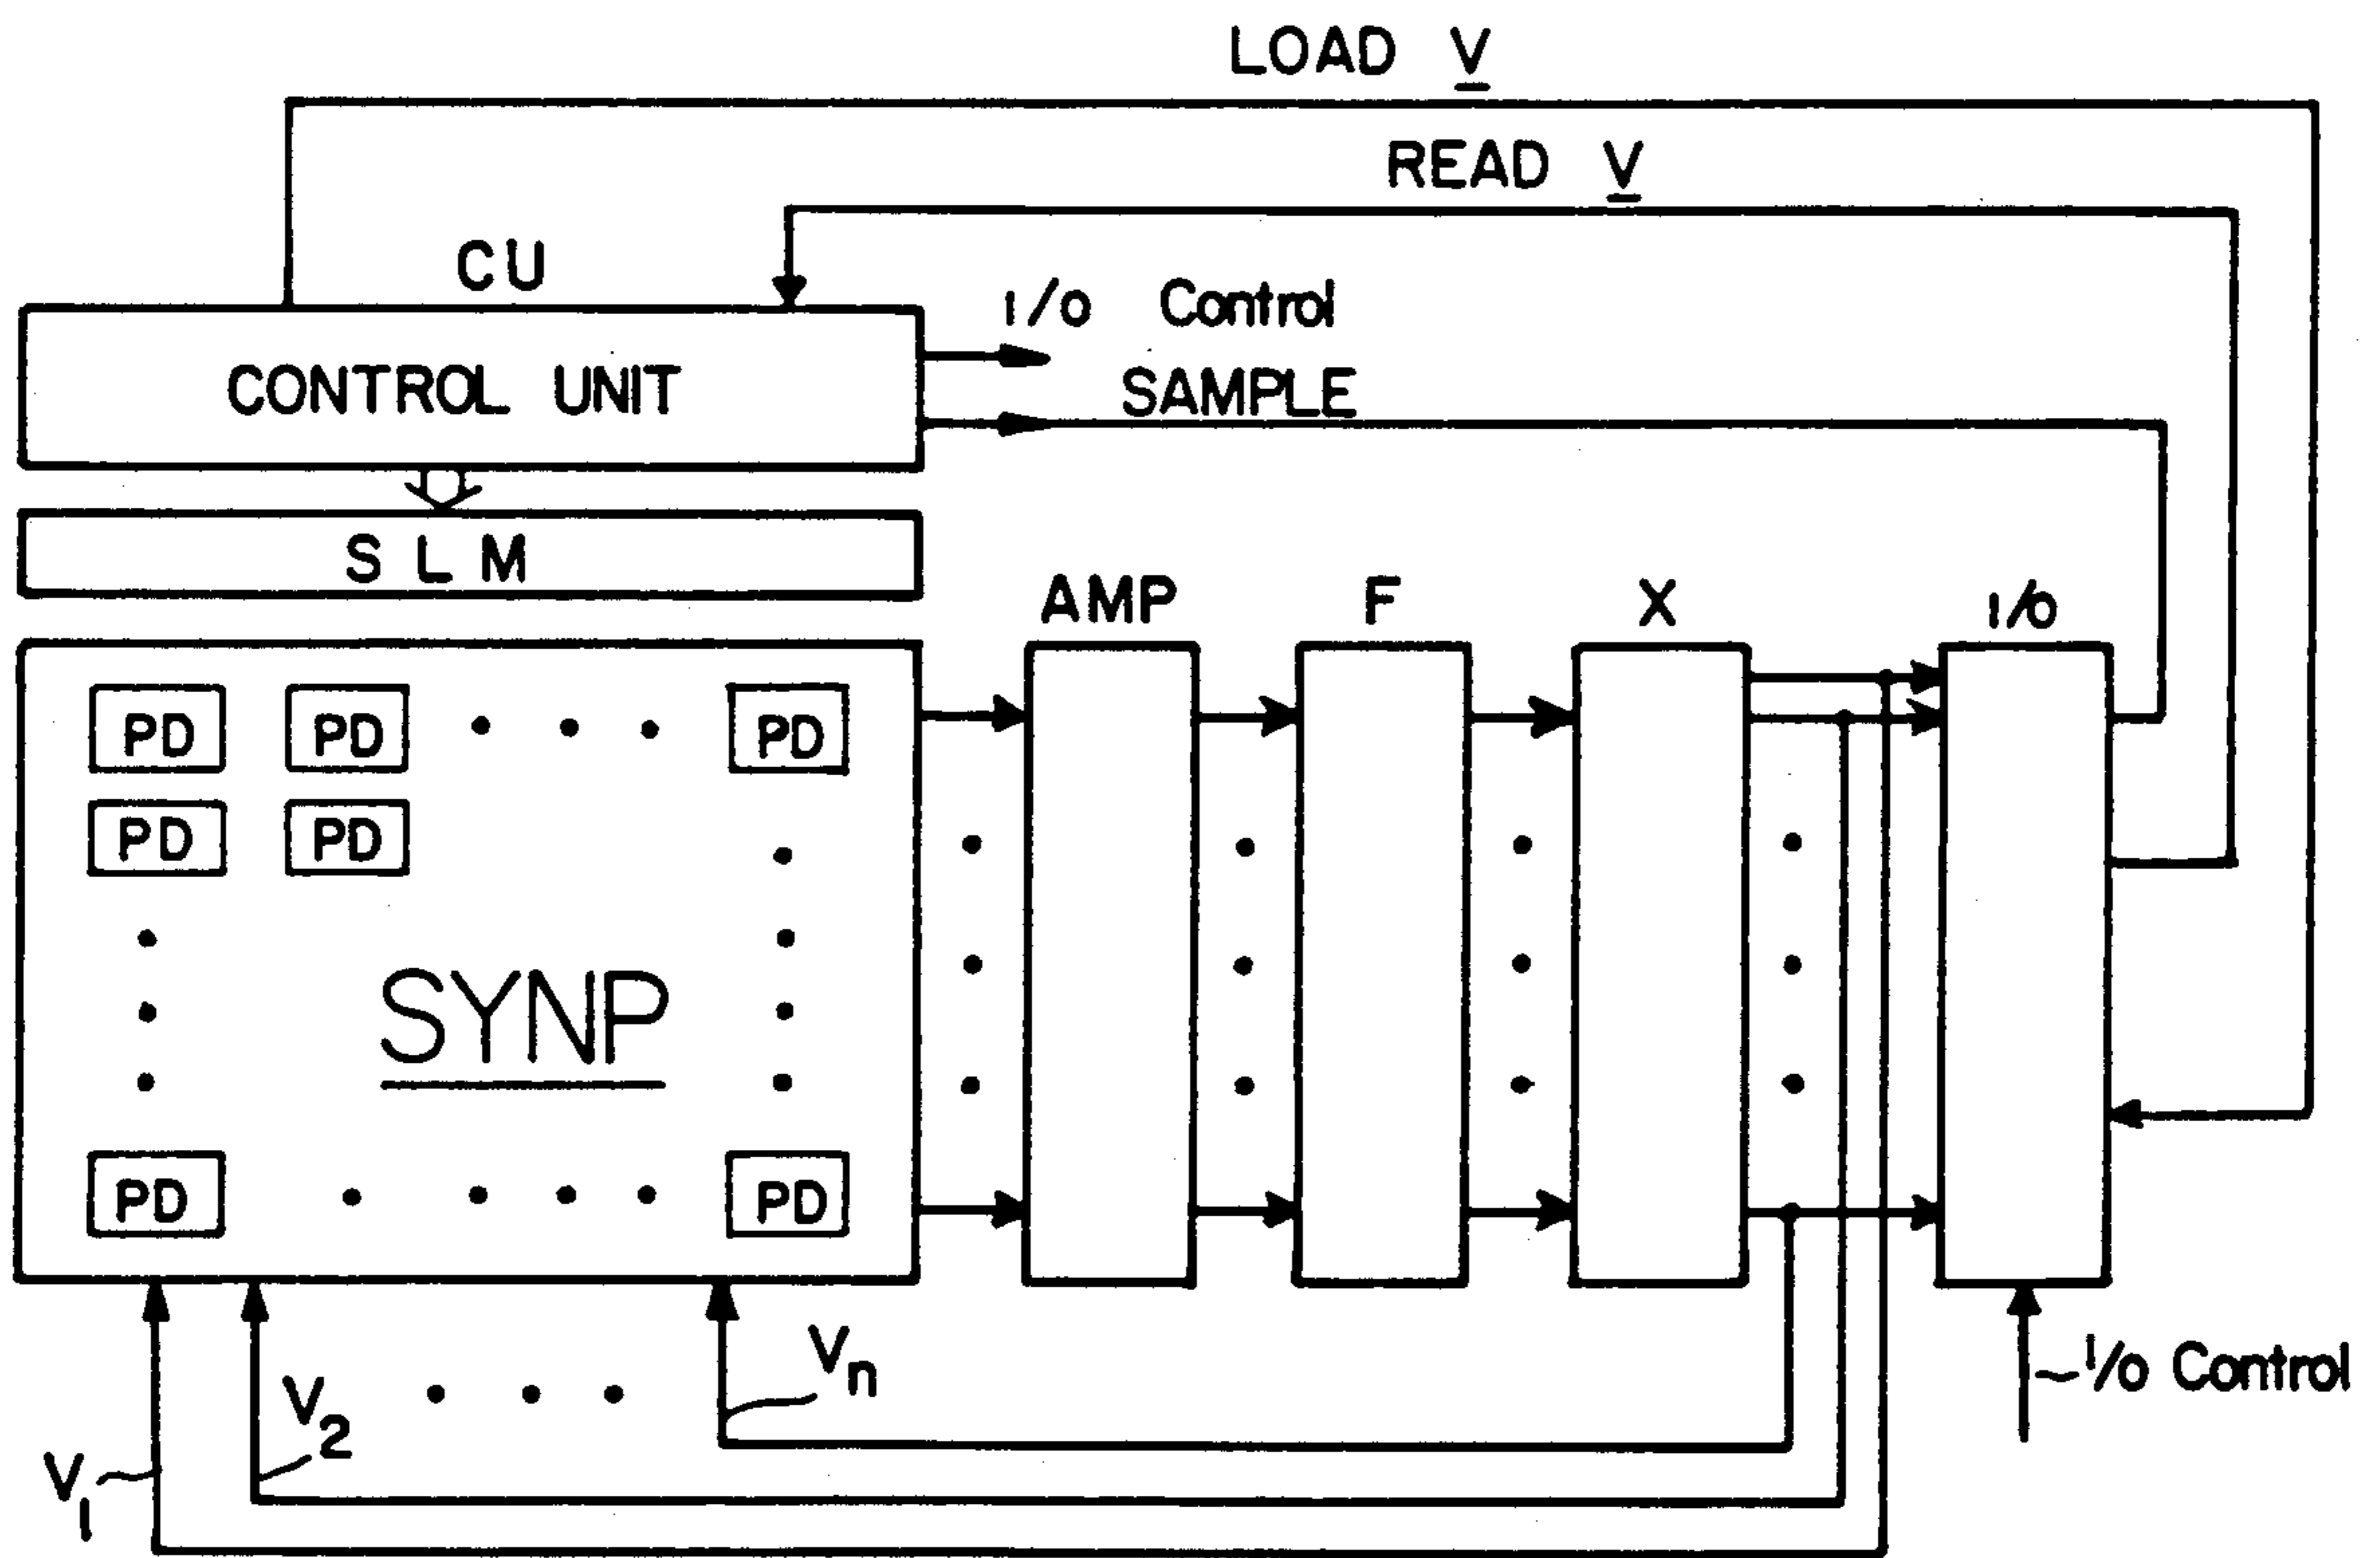 LOAD V
READ V
CU
I/O Control
CONTROL UNIT
SAMPLE
SLM
AMP
F
X
I/O
PD PD PD
PD PD
SYNP
PD PD
Vn
V2
V1
I/O Control